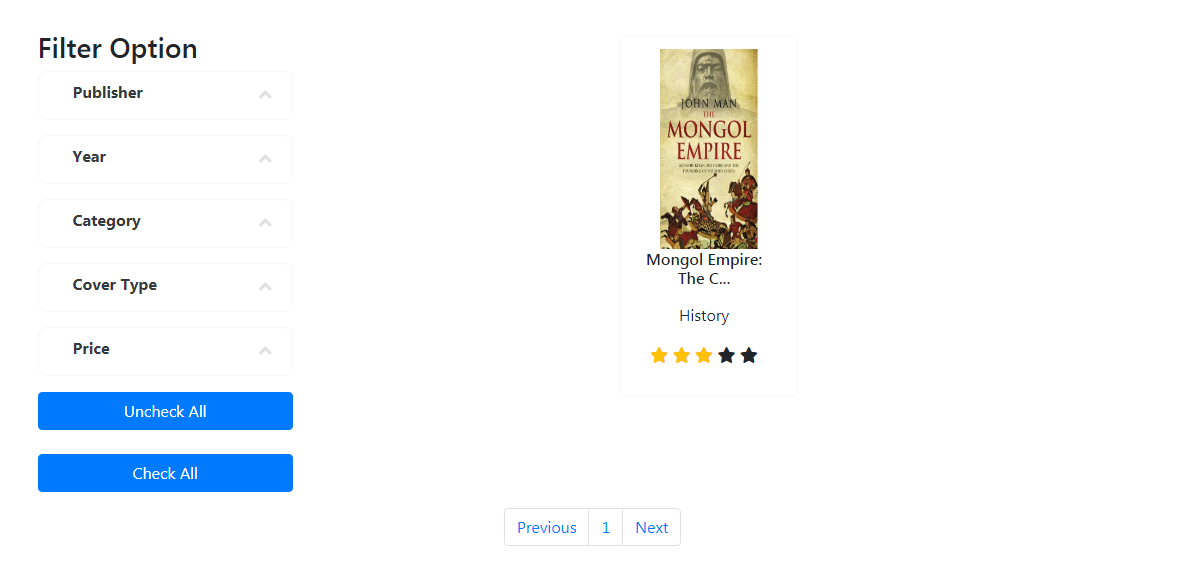 Filter Option
Publisher
Year
Category
Cover Type
Price
Uncheck All
Check All
JOHN MAN
THE
MONGOL
EMPIRE
Mongol Empire:
The C...
History
Previous 1 Next